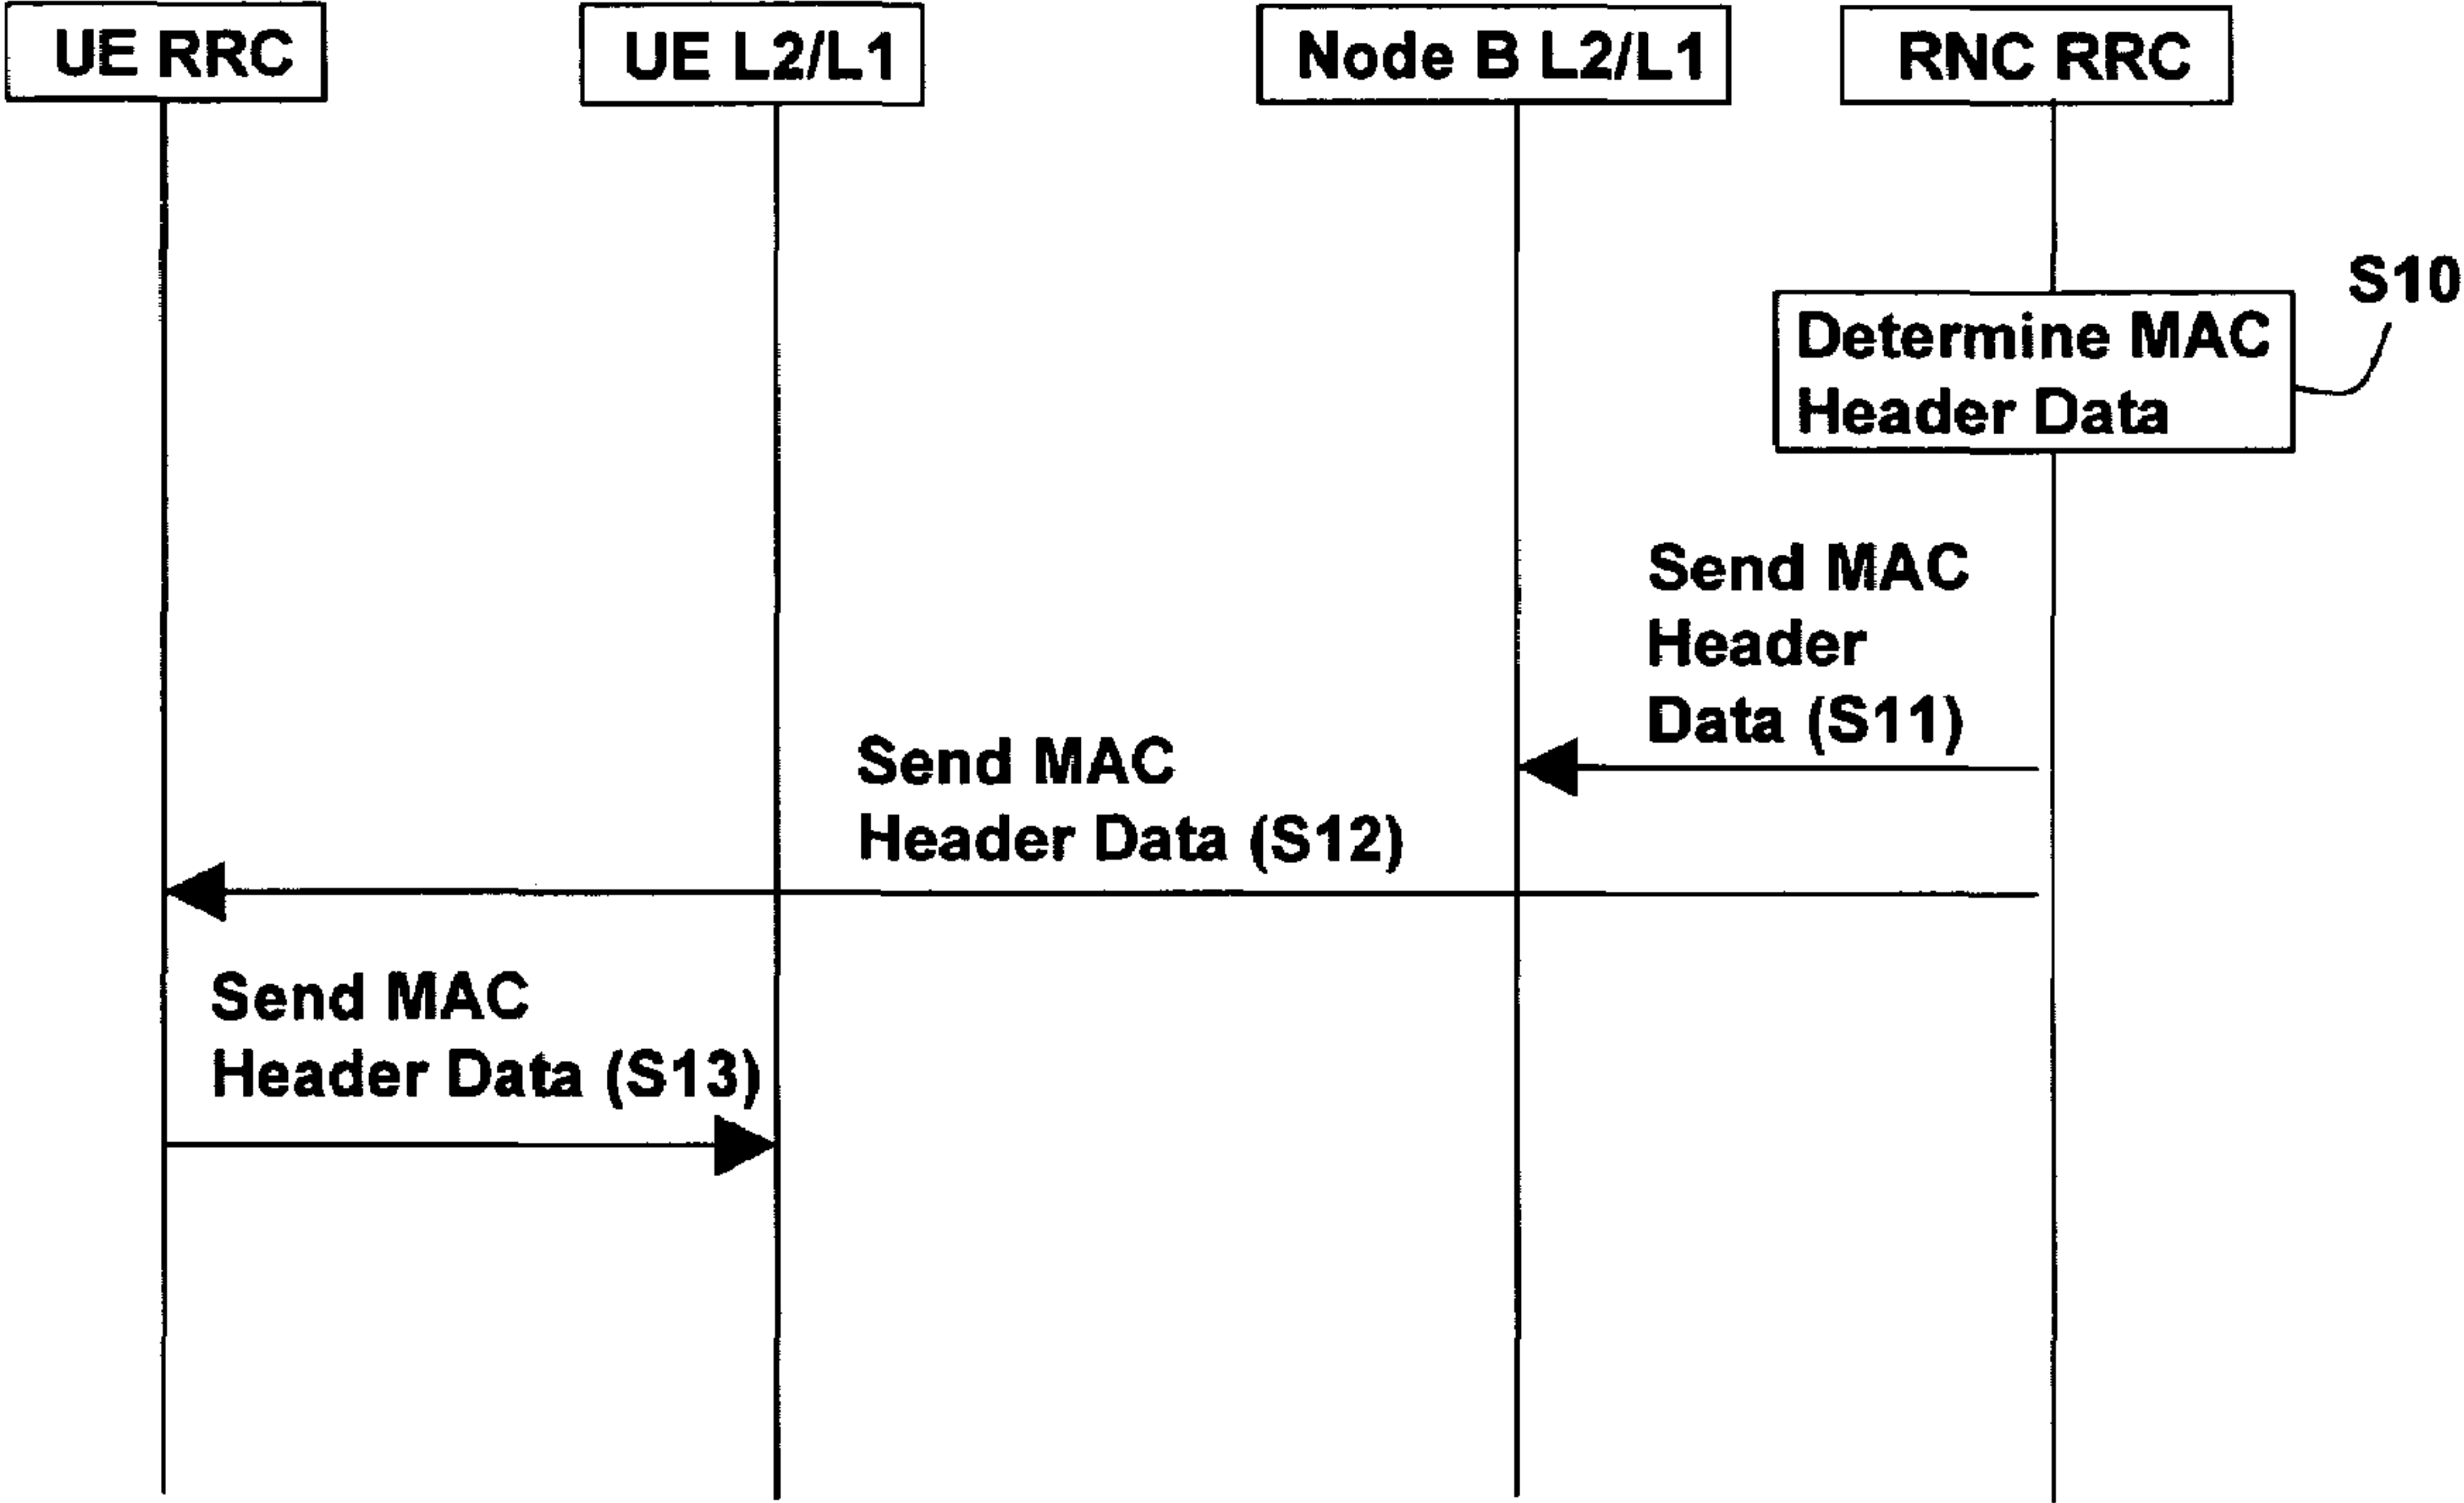 UE RRC
UE L2/L1
Node B L2/L1
RNC RRC
S10
Determine MAC
Header Data
Send MAC
Header
Data (S11)
Send MAC
Header Data (S12)
Send MAC
Header Data (S13)